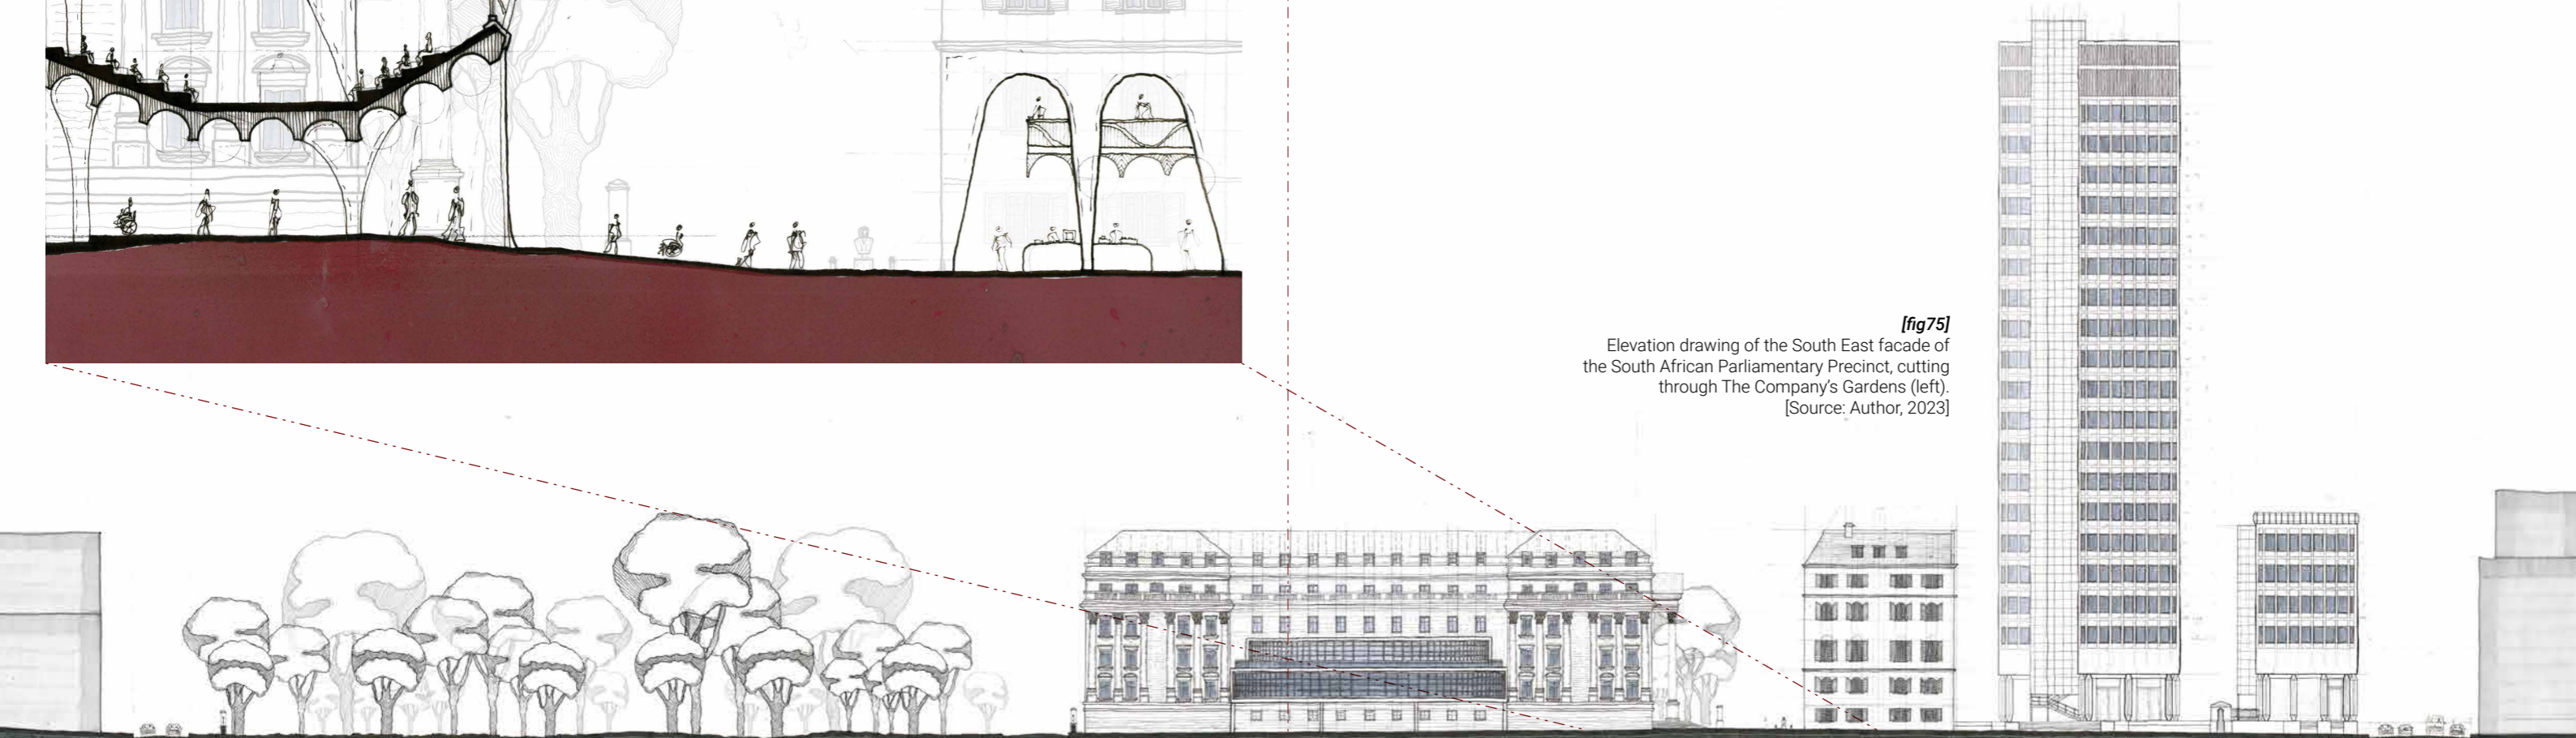 [fig75]
Elevation drawing of the South East facade of
the South African Parliamentary Precinct, cutting
through The Company's Gardens (left).
[Source: Author, 2023]